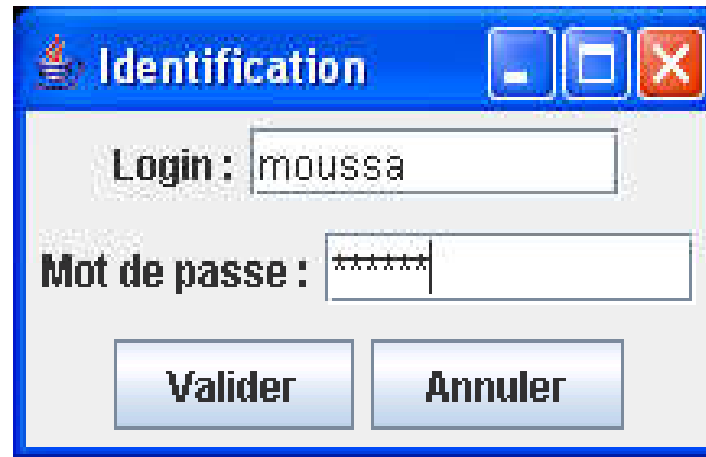 Identification
Login : moussa
Mot de passe : ******
Valider Annuler